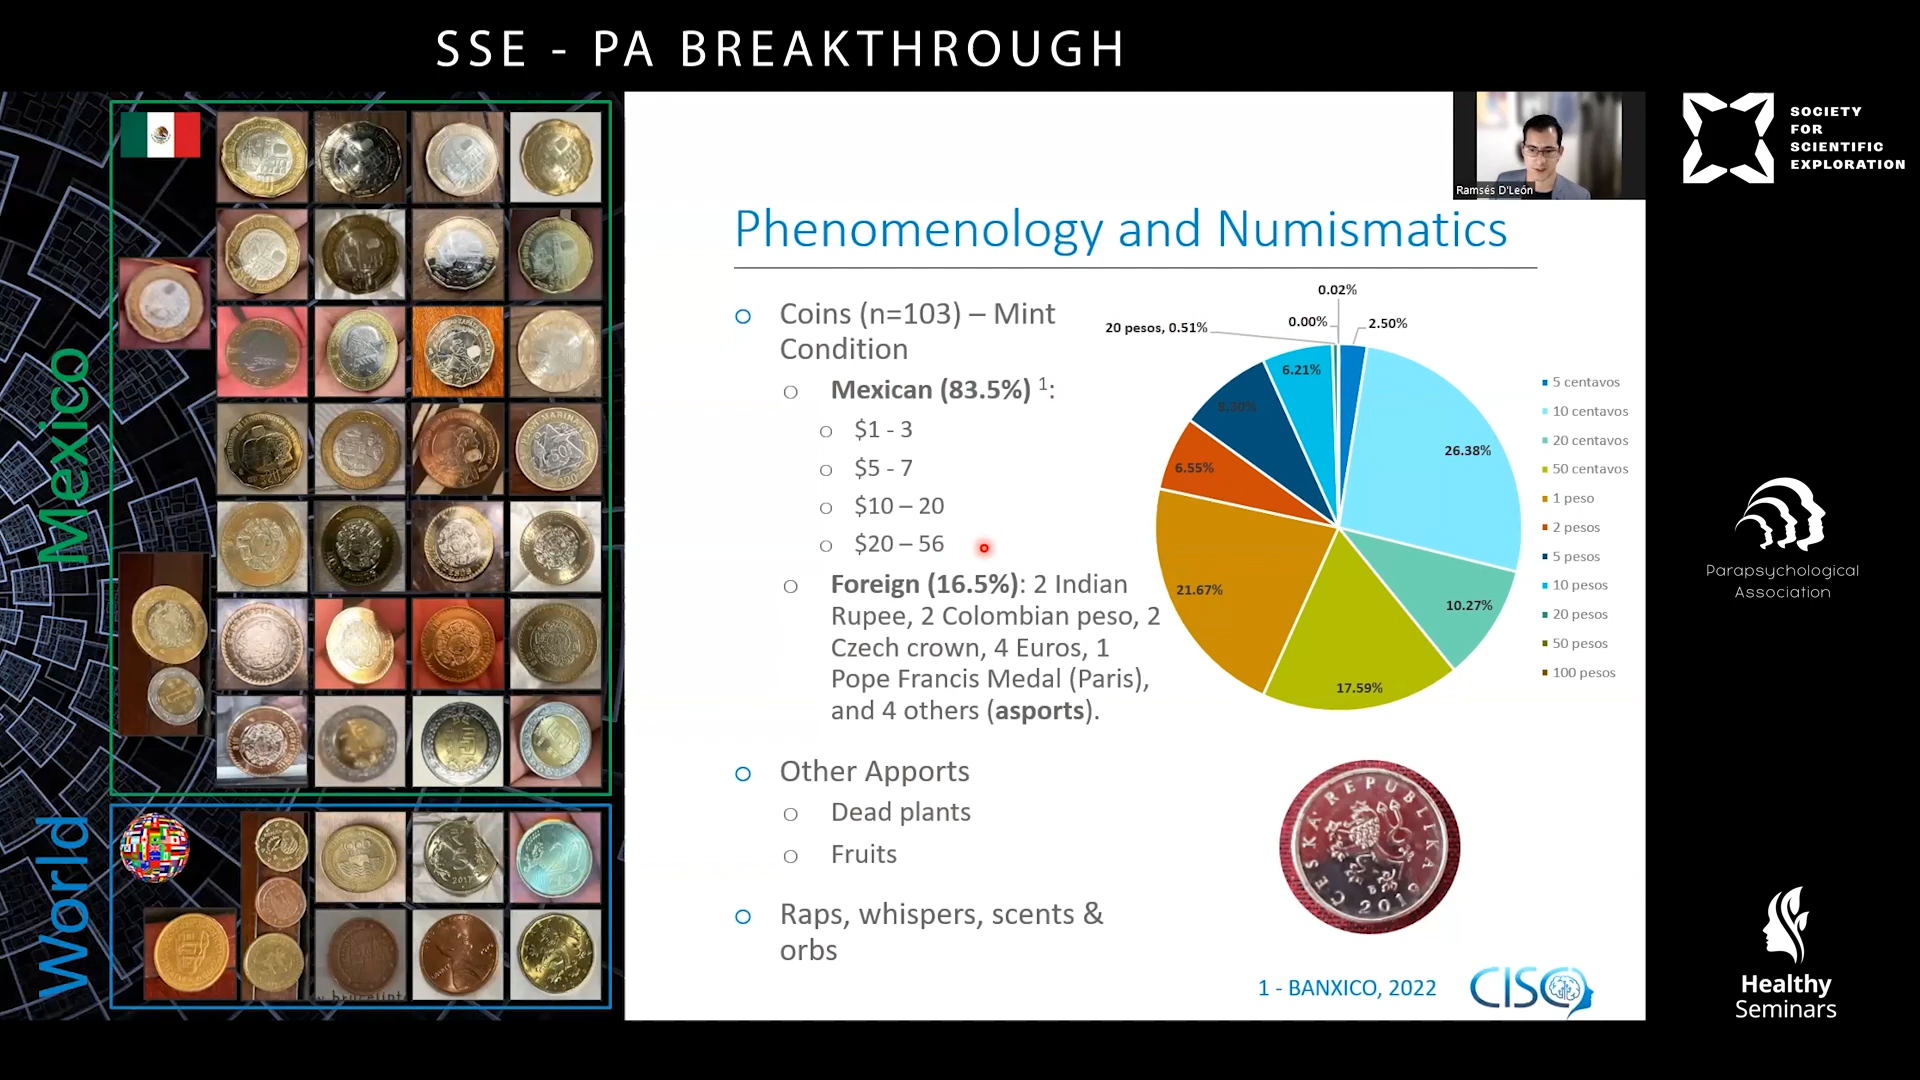 SSE - PA BREAKTHROUGH
Mexico
World
Ramsés D'León
SOCIETY
FOR
SCIENTIFIC
EXPLORATION
Phenomenology and Numismatics
Coins (n=103) – Mint
Condition
Mexican (83.5%) 1:
$1 - 3
$5 - 7
$10 – 20
$20 – 56
Foreign (16.5%): 2 Indian
Rupee, 2 Colombian peso, 2
Czech crown, 4 Euros, 1
Pope Francis Medal (Paris),
and 4 others (asports).
Other Apports
Dead plants
Fruits
Raps, whispers, scents &
orbs
0.02%
0.00%
20 pesos, 0.51%
2.50%
6.21%
26.38%
6.55%
10.27%
21.67%
17.59%
5 centavos
10 centavos
20 centavos
50 centavos
1 peso
2 pesos
5 pesos
10 pesos
20 pesos
50 pesos
100 pesos
ČESKÁ REPUBLIKA
2019
1 - BANXICO, 2022
CISC
Parapsychological
Association
Healthy
Seminars